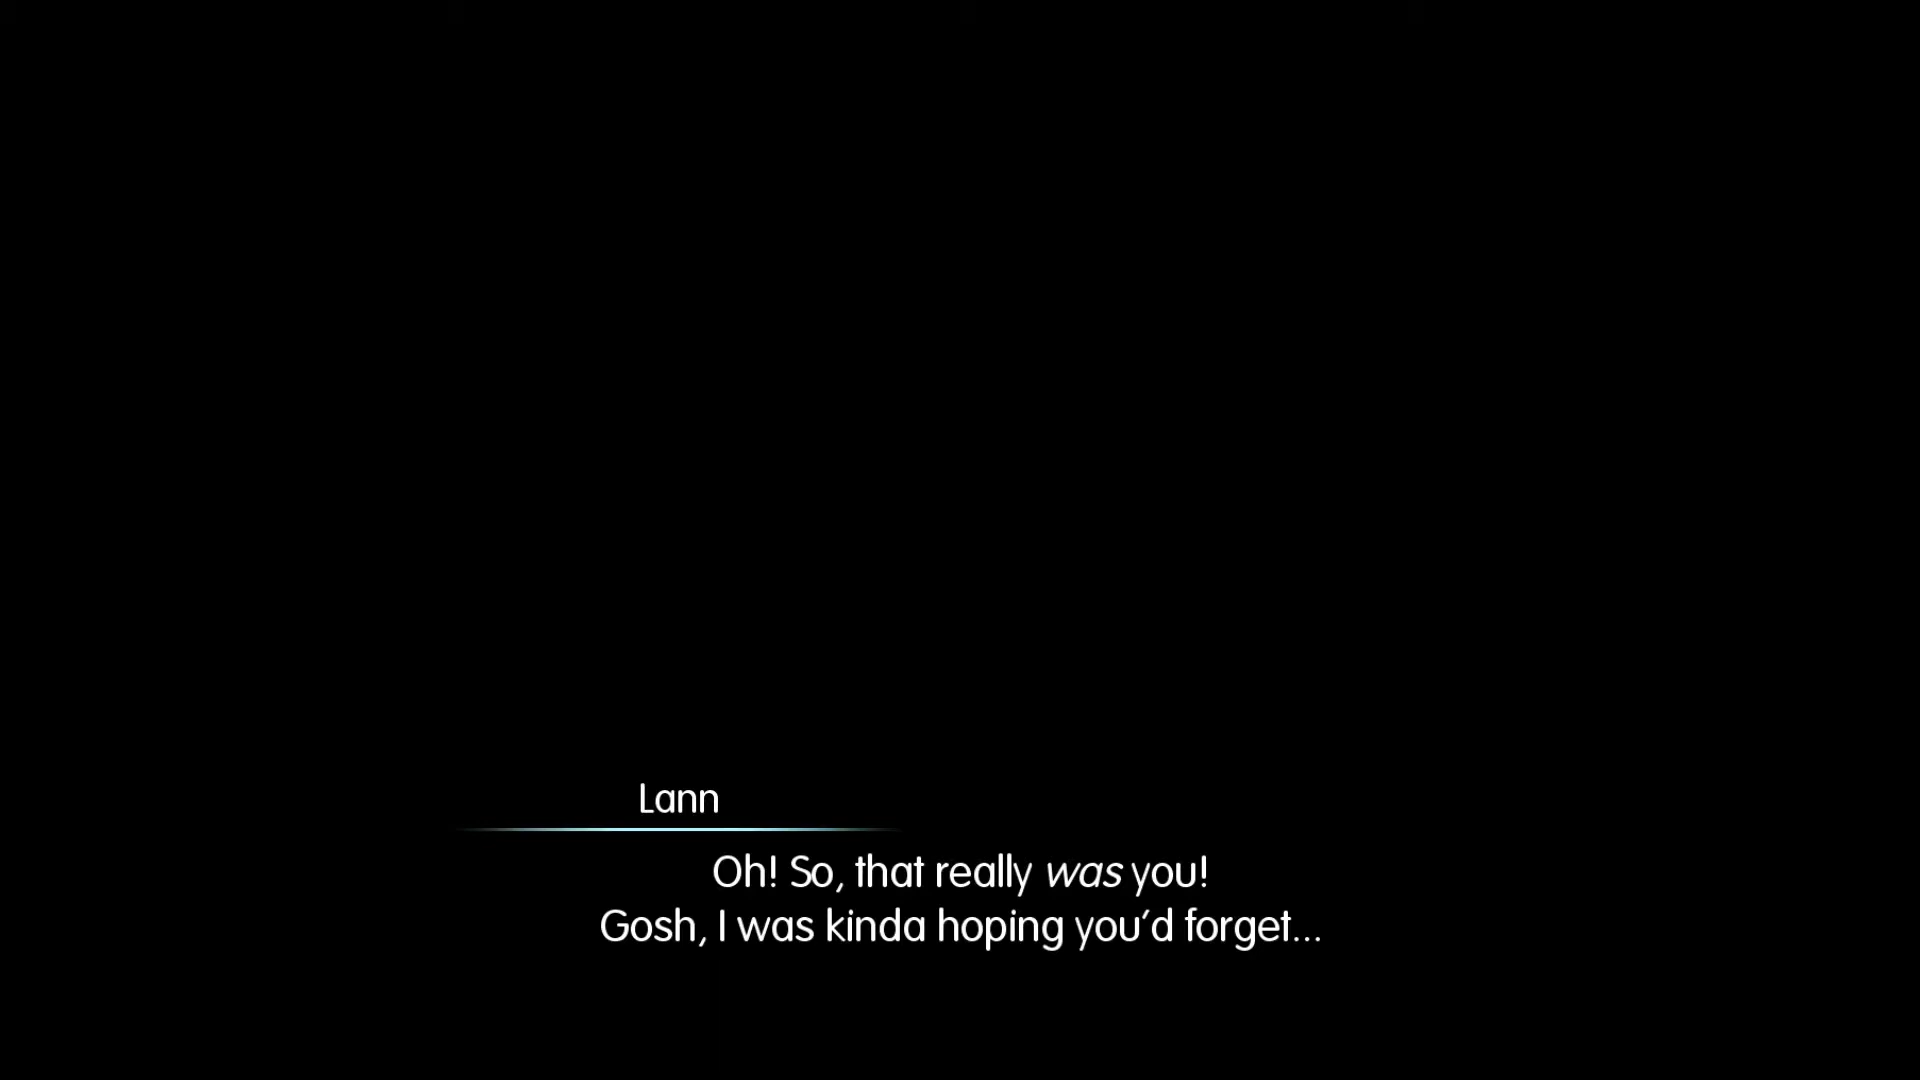 Lann
Oh! So, that really was you!
Gosh, I was kinda hoping you'd forget...